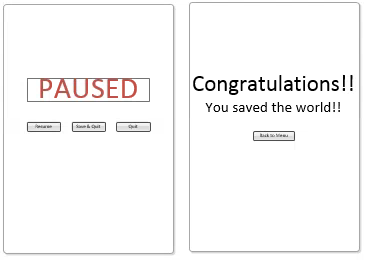 PAUSED
Resume Save & Quit Quit
Congratulations!!
You saved the world!!
Back to Menu